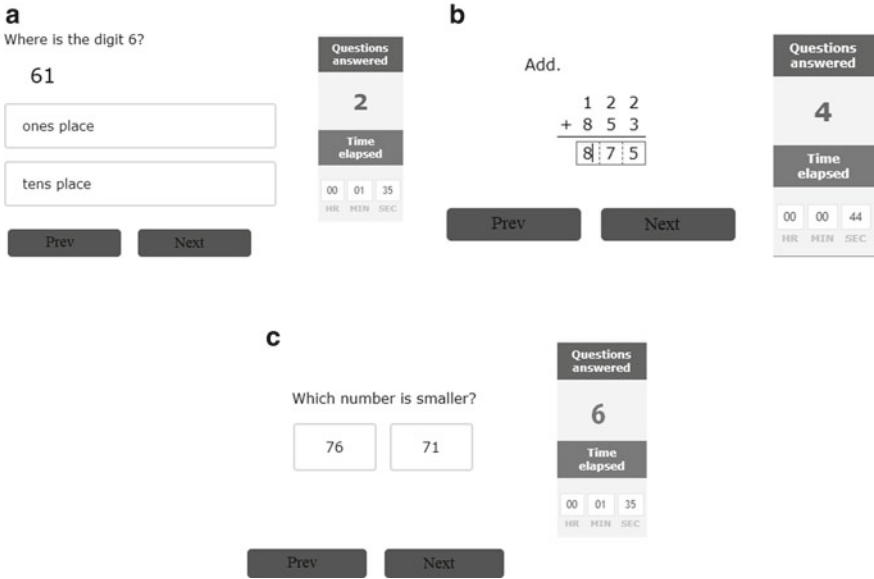 a
Where is the digit 6?
61
ones place
tens place
Prev Next
Questions
answered
2
Time
elapsed
00 01 35
HR MIN SEC
b
Add.
1 2 2
+ 8 5 3
8 7 5
Prev Next
Questions
answered
4
Time
elapsed
00 00 44
HR MIN SEC
c
Which number is smaller?
76 71
Prev Next
Questions
answered
6
Time
elapsed
00 01 35
HR MIN SEC